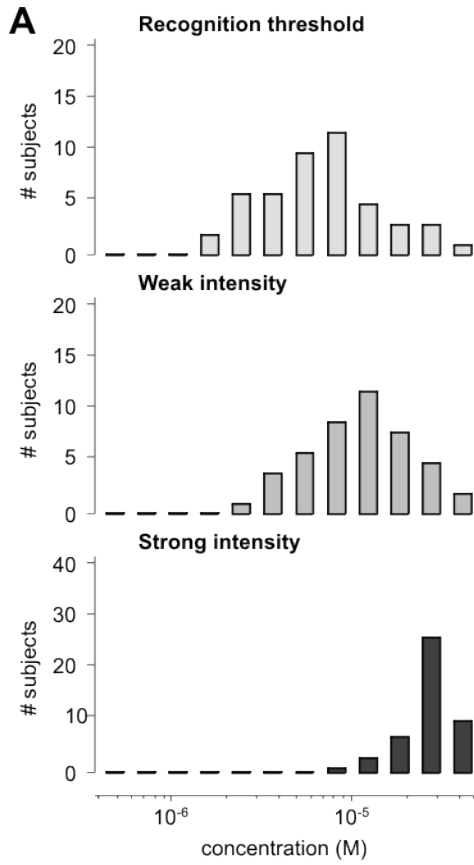 A
Recognition threshold
# subjects
20
15
10
5
0
Weak intensity
# subjects
20
15
10
5
0
Strong intensity
# subjects
40
30
20
10
0
10⁻⁶ 10⁻⁵
concentration (M)